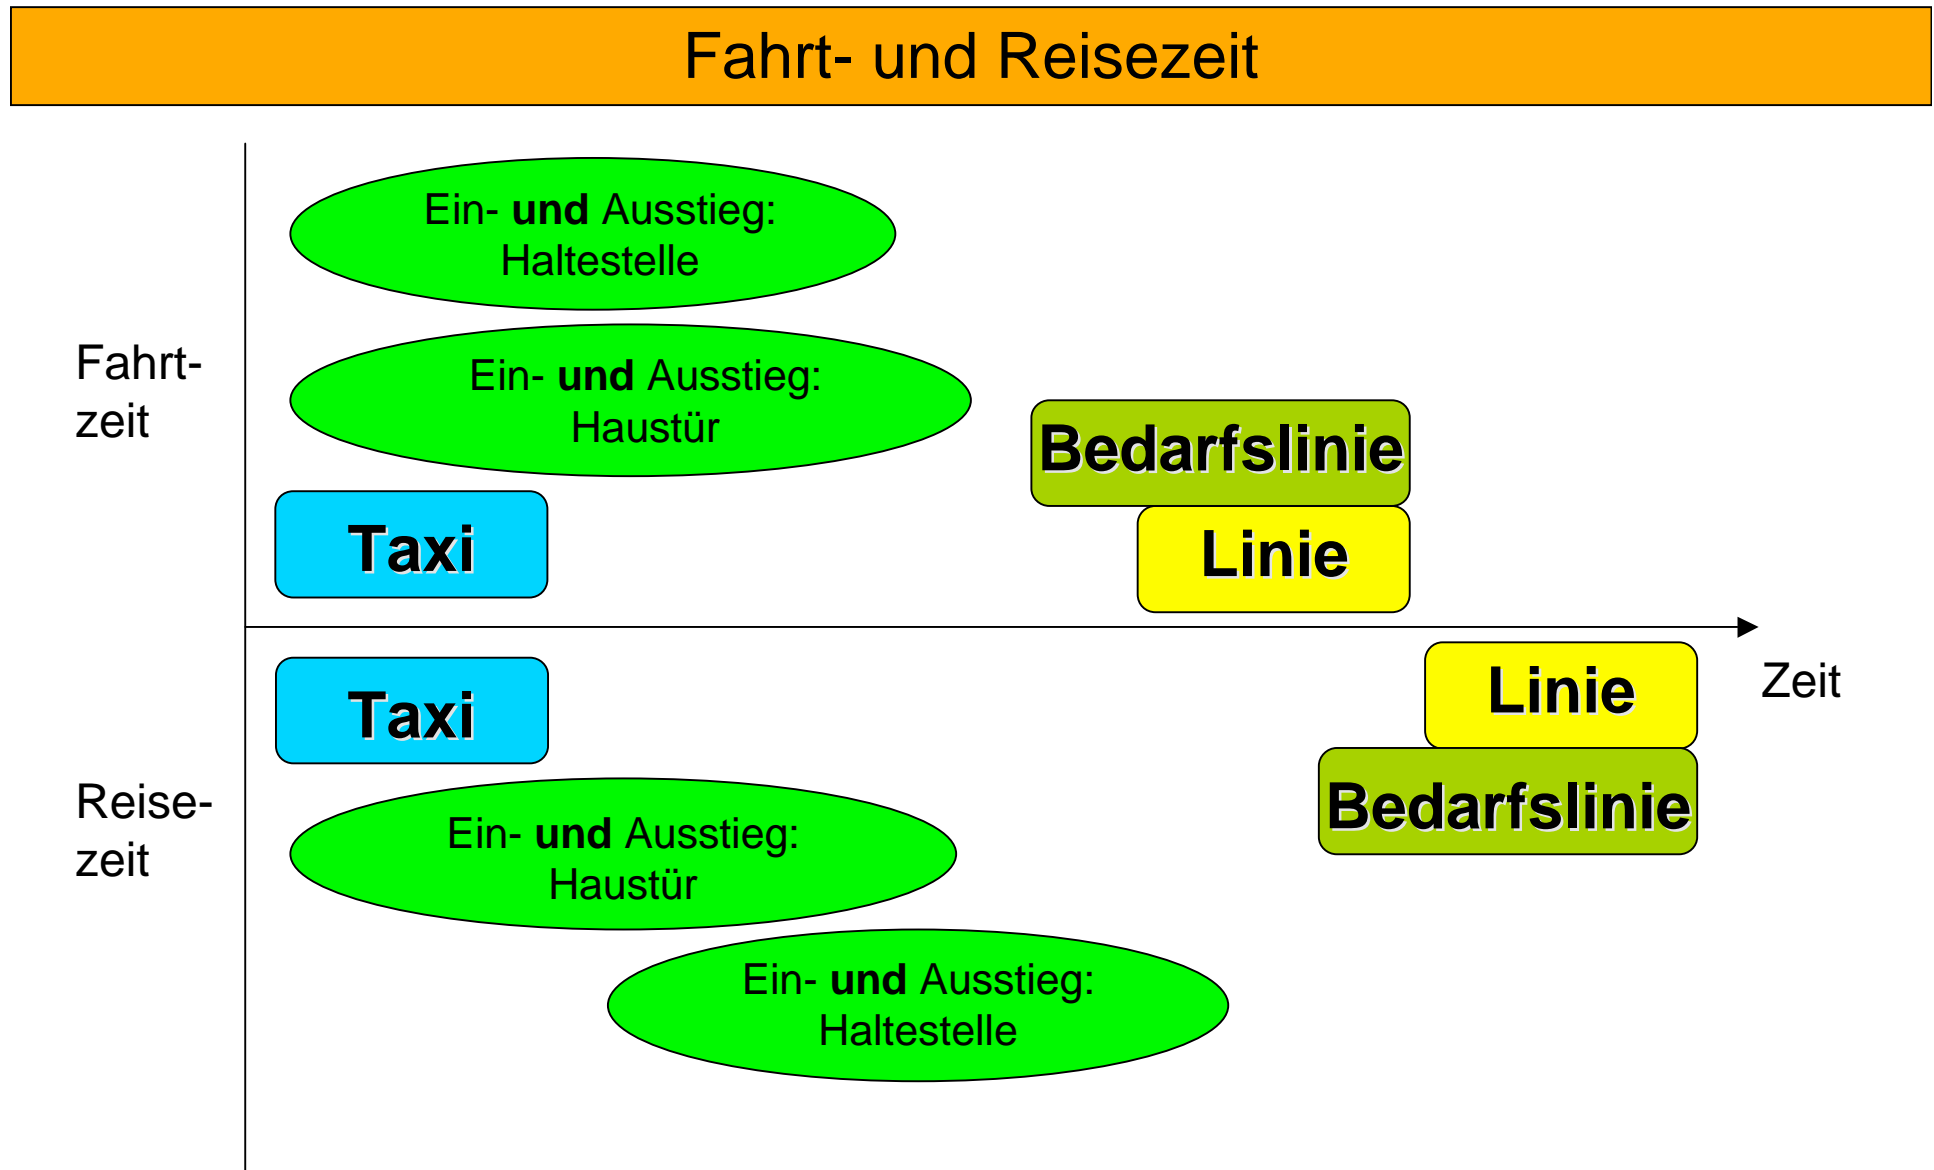 Fahrt- und Reisezeit
Ein- und Ausstieg:
Haltestelle
Fahrt-
zeit
Ein- und Ausstieg:
Haustür
Bedarfslinie
Taxi
Linie
Zeit
Taxi
Linie
Reise-
zeit
Bedarfslinie
Ein- und Ausstieg:
Haustür
Ein- und Ausstieg:
Haltestelle